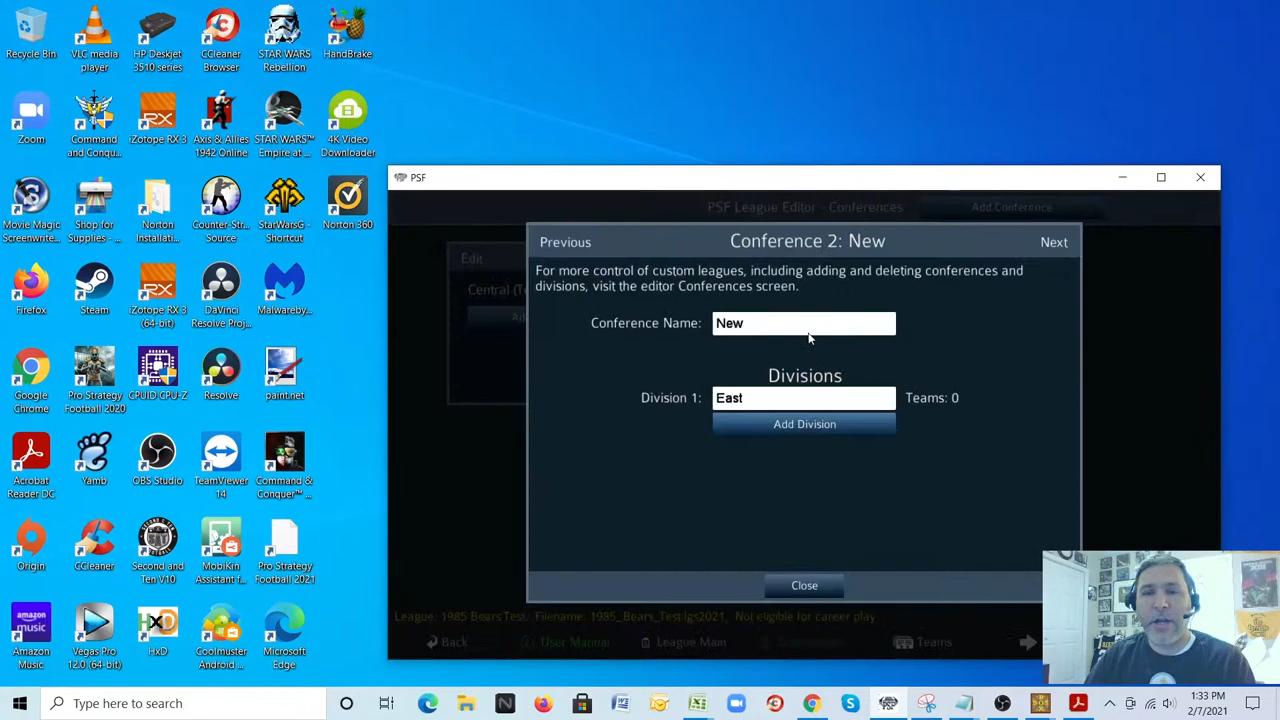 Recycle Bin
VLC media
player
HP Deskjet
3510 series
CCleaner
Browser
STAR WARS
Rebellion
HandBrake
Zoom
Command
and Conqu...
iZotope RX 3
Axis & Allies
1942 Online
STAR WARS™
Empire at ...
4K Video
Downloader
Movie Magic
Screenwrite...
Shop for
Supplies - ...
Norton
Installati...
Counter-Str...
Source
StarWarsG -
Shortcut
Norton 360
Firefox
Steam
iZotope RX 3
(64-bit)
DaVinci
Resolve Proj...
Malwareby...
Google
Chrome
Pro Strategy
Football 2020
CPUID CPU-Z
Resolve
paint.net
Acrobat
Reader DC
Yamb
OBS Studio
TeamViewer
14
Command &
Conquer™ ...
Origin
CCleaner
Second and
Ten V10
MobiKin
Assistant f...
Pro Strategy
Football 2021
Amazon
Music
Vegas Pro
12.0 (64-bit)
HxD
Coolmuster
Android ...
Microsoft
Edge
PSF
PSF League Editor - Conferences
Add Conference
Edit
Central (Te
Previous
Conference 2: New
Next
For more control of custom leagues, including adding and deleting conferences and
divisions, visit the editor Conferences screen.
Conference Name: New
Divisions
Division 1: East Teams: 0
Add Division
Close
League: 1985 Bears Test, Filename: 1985_Bears_Test.lgs2021, Not eligible for career play
Back
User Manual
League Main
Teams
Type here to search
1:33 PM
2/7/2021